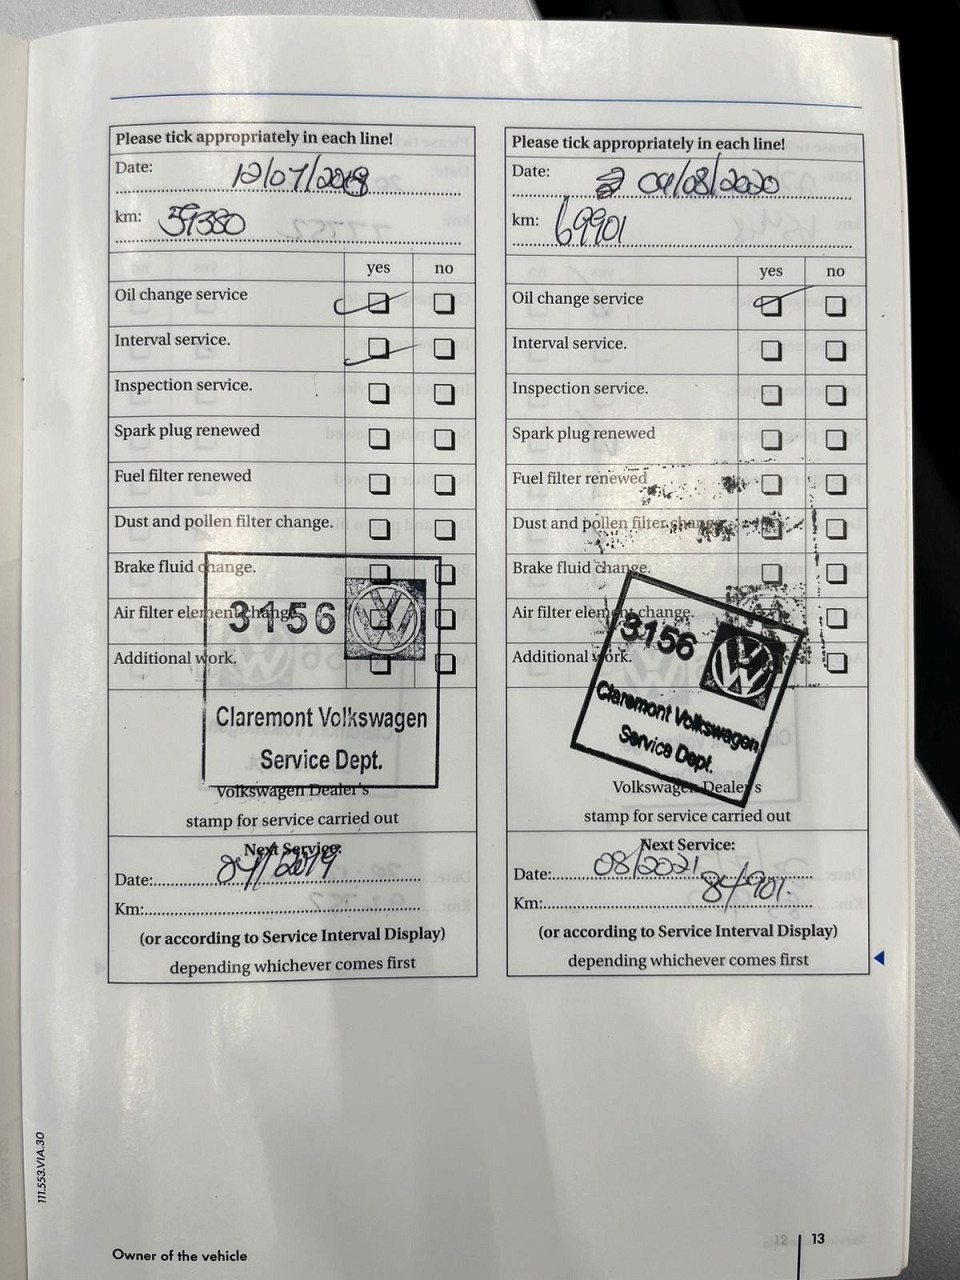 Please tick appropriately in each line!
Date: 12/07/2018
km: 59380
yes no
Oil change service
Interval service.
Inspection service.
Spark plug renewed
Fuel filter renewed
Dust and pollen filter change.
Brake fluid change.
Air filter element change.
Additional work.
3156
Claremont Volkswagen
Service Dept.
Volkswagen Dealer's
stamp for service carried out
Next Service:
Date: 07/2019
Km:
(or according to Service Interval Display)
depending whichever comes first
Please tick appropriately in each line!
Date: 04/08/2020
km: 69901
yes no
Oil change service
Interval service.
Inspection service.
Spark plug renewed
Fuel filter renewed
Dust and pollen filter change.
Brake fluid change.
Air filter element change.
Additional work.
3156
Claremont Volkswagen
Service Dept.
Volkswagen Dealer's
stamp for service carried out
Next Service:
Date: 08/2021
Km: 84901
(or according to Service Interval Display)
depending whichever comes first
111.553.VIA.30
Owner of the vehicle
12
13